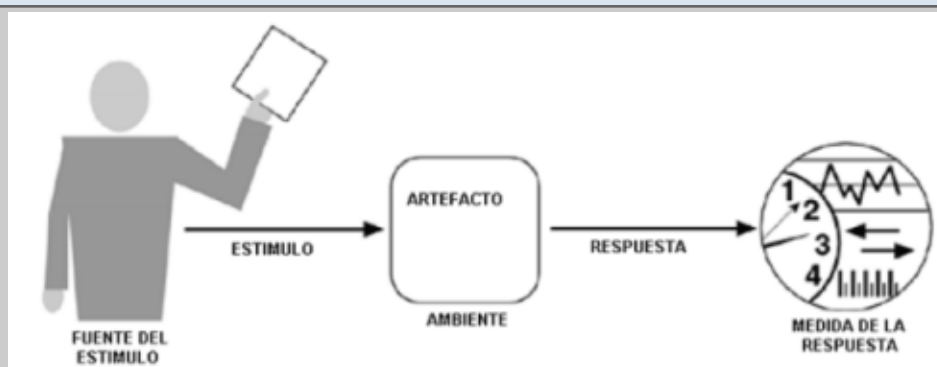 FUENTE DEL
ESTIMULO
ESTIMULO
ARTEFACTO
AMBIENTE
RESPUESTA
1
2
3
4
MEDIDA DE LA
RESPUESTA